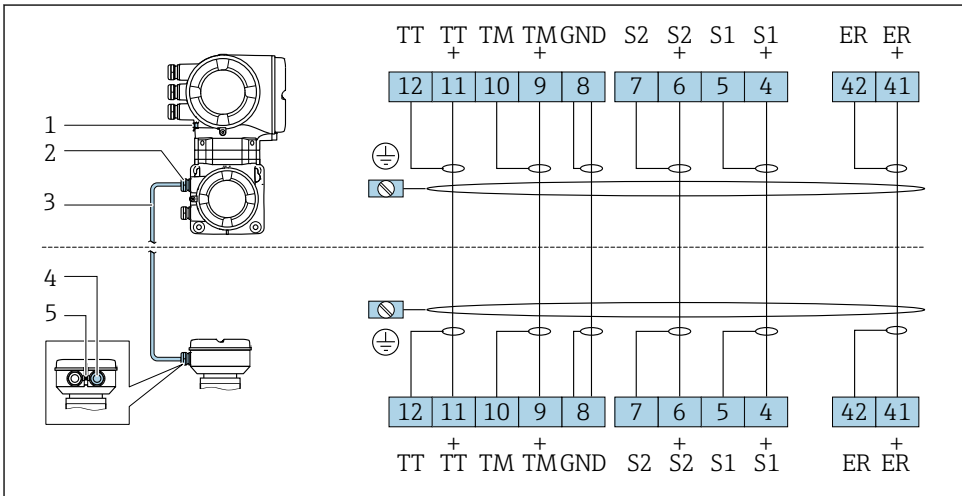 TT TT TM TM GND S2 S2 S1 S1 ER ER
+ + + + +
12 11 10 9 8 7 6 5 4 42 41
1
2
3
4
5
12 11 10 9 8 7 6 5 4 42 41
+ + + + +
TT TT TM TM GND S2 S2 S1 S1 ER ER